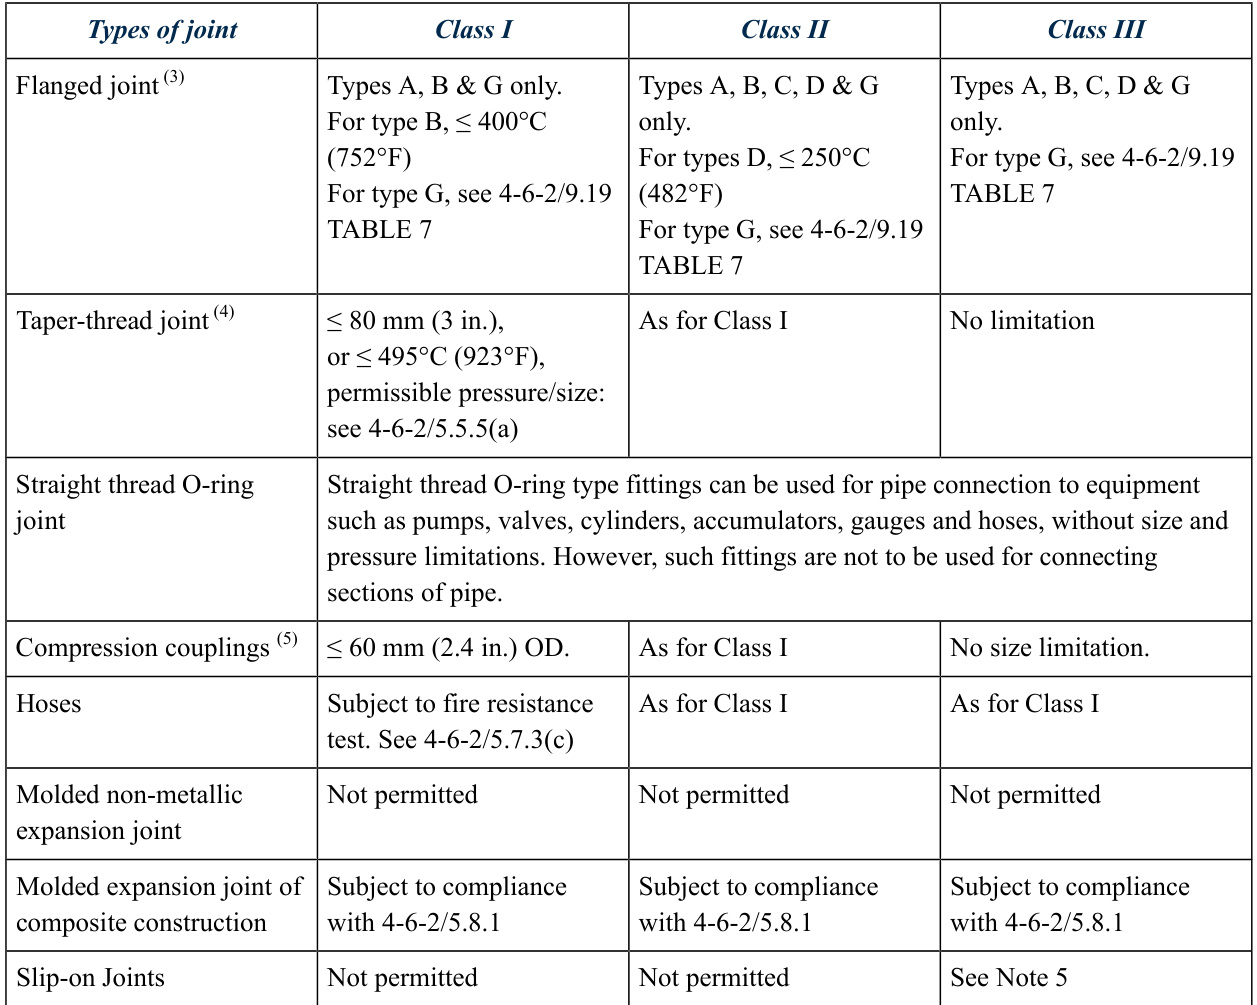 Types of joint
Class I
Class II
Class III
Flanged joint (3)
Types A, B & G only.
For type B, ≤ 400°C
(752°F)
For type G, see 4-6-2/9.19
TABLE 7
Types A, B, C, D & G
only.
For types D, ≤ 250°C
(482°F)
For type G, see 4-6-2/9.19
TABLE 7
Types A, B, C, D & G
only.
For type G, see 4-6-2/9.19
TABLE 7
Taper-thread joint (4)
≤ 80 mm (3 in.),
or ≤ 495°C (923°F),
permissible pressure/size:
see 4-6-2/5.5.5(a)
As for Class I
No limitation
Straight thread O-ring
joint
Straight thread O-ring type fittings can be used for pipe connection to equipment
such as pumps, valves, cylinders, accumulators, gauges and hoses, without size and
pressure limitations. However, such fittings are not to be used for connecting
sections of pipe.
Compression couplings (5)
≤ 60 mm (2.4 in.) OD.
As for Class I
No size limitation.
Hoses
Subject to fire resistance
test. See 4-6-2/5.7.3(c)
As for Class I
As for Class I
Molded non-metallic
expansion joint
Not permitted
Not permitted
Not permitted
Molded expansion joint of
composite construction
Subject to compliance
with 4-6-2/5.8.1
Subject to compliance
with 4-6-2/5.8.1
Subject to compliance
with 4-6-2/5.8.1
Slip-on Joints
Not permitted
Not permitted
See Note 5